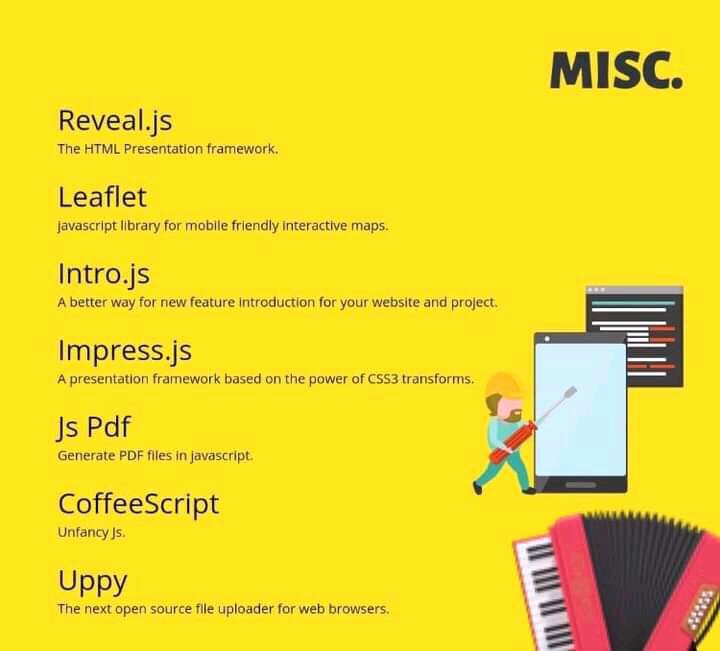 MISC.
Reveal.js
The HTML Presentation framework.
Leaflet
javascript library for mobile friendly interactive maps.
Intro.js
A better way for new feature introduction for your website and project.
Impress.js
A presentation framework based on the power of CSS3 transforms.
Js Pdf
Generate PDF files in javascript.
CoffeeScript
Unfancy Js.
Uppy
The next open source file uploader for web browsers.